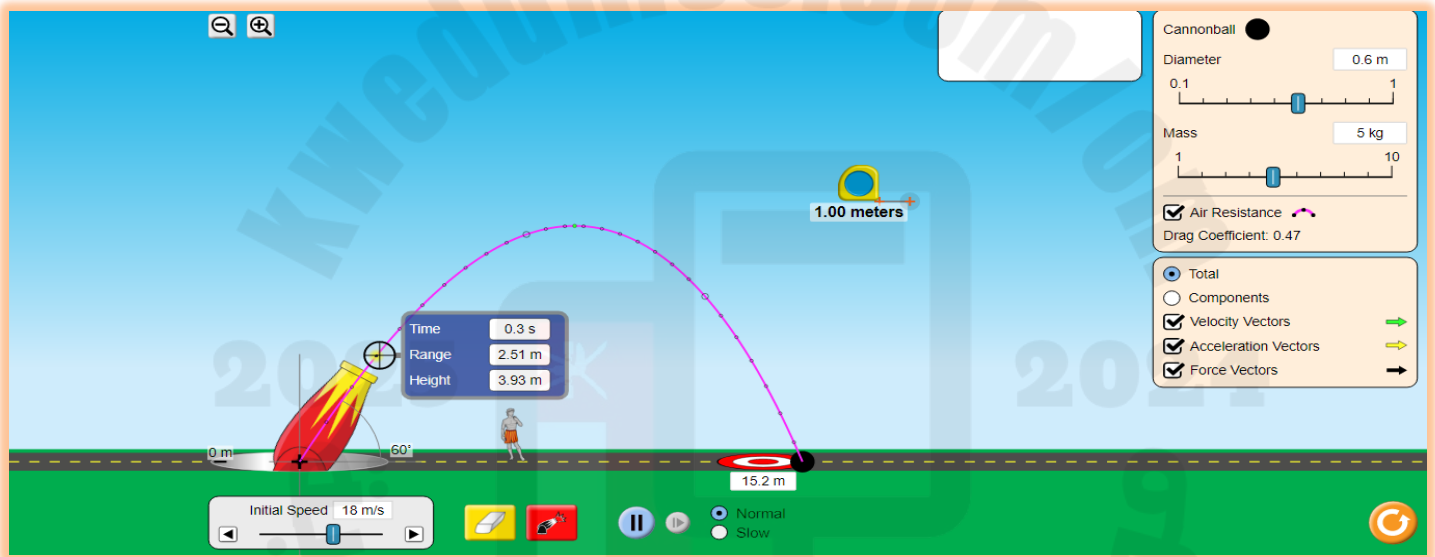 Cannonball
Diameter
0.6 m
0.1
1
Mass
5 kg
1
10
Air Resistance
Drag Coefficient: 0.47
Total
Components
Velocity Vectors
Acceleration Vectors
Force Vectors
1.00 meters
Time
0.3 s
Range
2.51 m
Height
3.93 m
0 m
60°
15.2 m
Initial Speed
18 m/s
Normal
Slow
2024